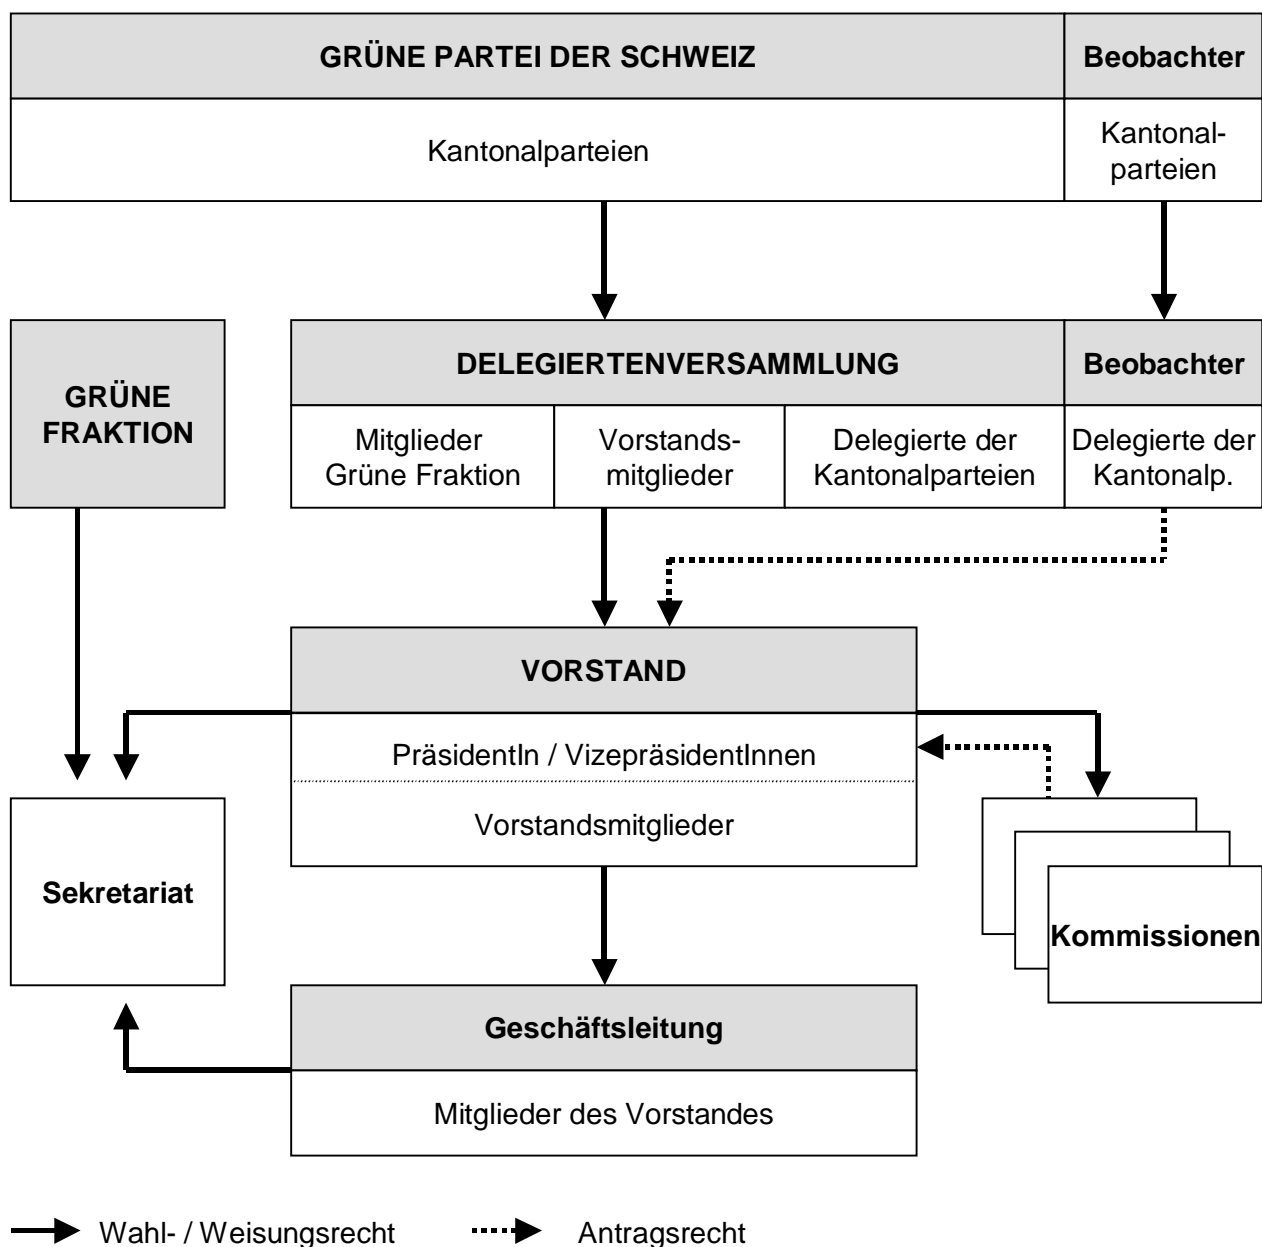 GRÜNE PARTEI DER SCHWEIZ
Beobachter
Kantonalparteien
Kantonal-
parteien
GRÜNE
FRAKTION
DELEGIERTENVERSAMMLUNG
Beobachter
Mitglieder
Grüne Fraktion
Vorstands-
mitglieder
Delegierte der
Kantonalparteien
Delegierte der
Kantonalp.
VORSTAND
PräsidentIn / VizepräsidentInnen
Vorstandsmitglieder
Sekretariat
Kommissionen
Geschäftsleitung
Mitglieder des Vorstandes
Wahl- / Weisungsrecht
Antragsrecht